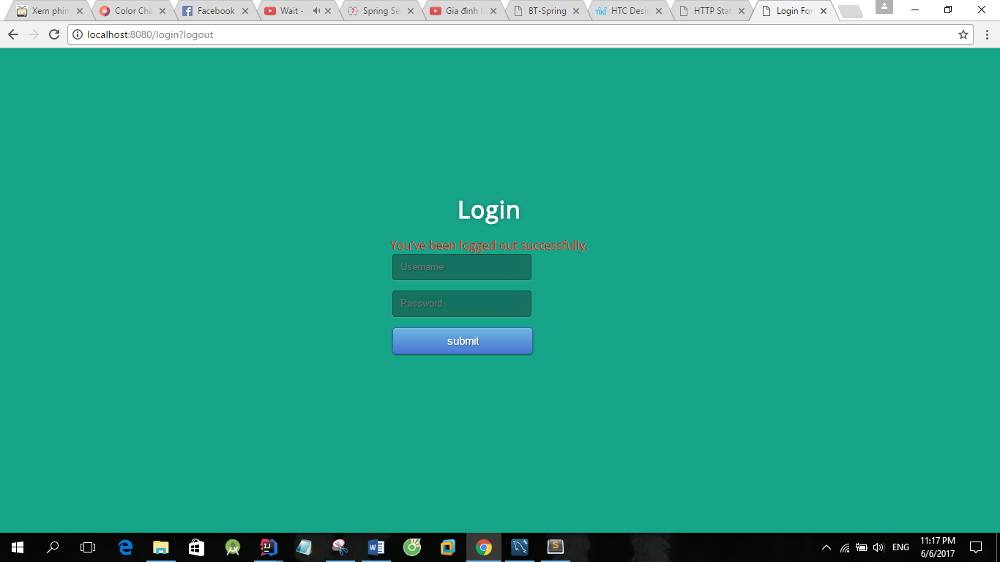 Xem phim
Color Cha
Facebook
Wait -
Spring Se
Gia đình l
BT-Spring
HTC Desir
HTTP Stat
Login For
localhost:8080/login?logout
Login
You've been logged out successfully.
Username
Password
submit
ENG
11:17 PM
6/6/2017